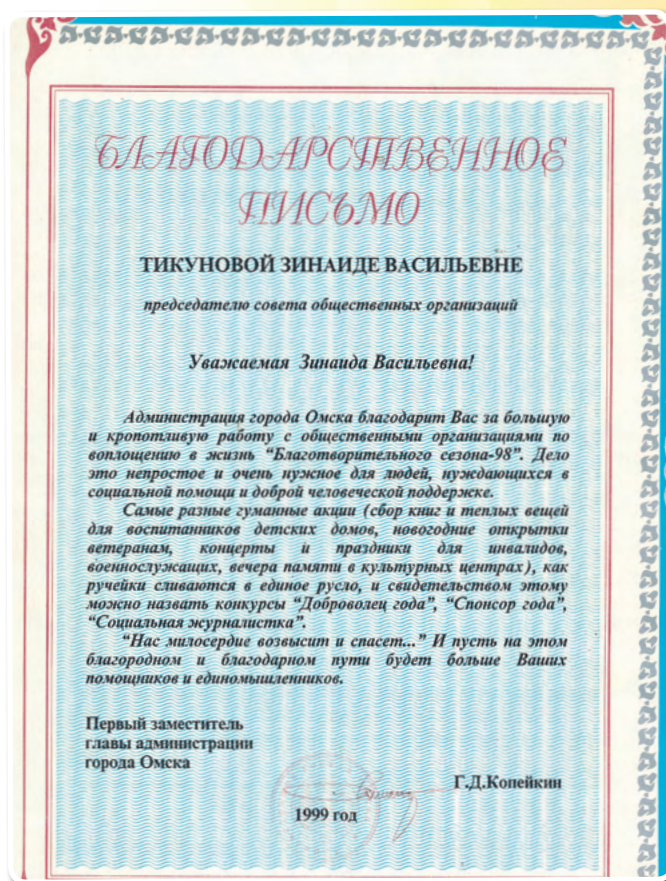 БЛАГОДАРСТВЕННОЕ
ПИСЬМО
ТИКУНОВОЙ ЗИНАИДЕ ВАСИЛЬЕВНЕ
председателю совета общественных организаций
Уважаемая Зинаида Васильевна!
Администрация города Омска благодарит Вас за большую
и кропотливую работу с общественными организациями по
воплощению в жизнь “Благотворительного сезона-98”. Дело
это непростое и очень нужное для людей, нуждающихся в
социальной помощи и доброй человеческой поддержке.
Самые разные гуманные акции (сбор книг и теплых вещей
для воспитанников детских домов, новогодние открытки
ветеранам, концерты и праздники для инвалидов,
военнослужащих, вечера памяти в культурных центрах), как
ручейки сливаются в единое русло, и свидетельством этому
можно назвать конкурсы “Доброволец года”, “Спонсор года”,
“Социальная журналистка”.
“Нас милосердие возвысит и спасет...” И пусть на этом
благородном и благодарном пути будет больше Ваших
помощников и единомышленников.
Первый заместитель
главы администрации
города Омска
Г.Д.Копейкин
1999 год